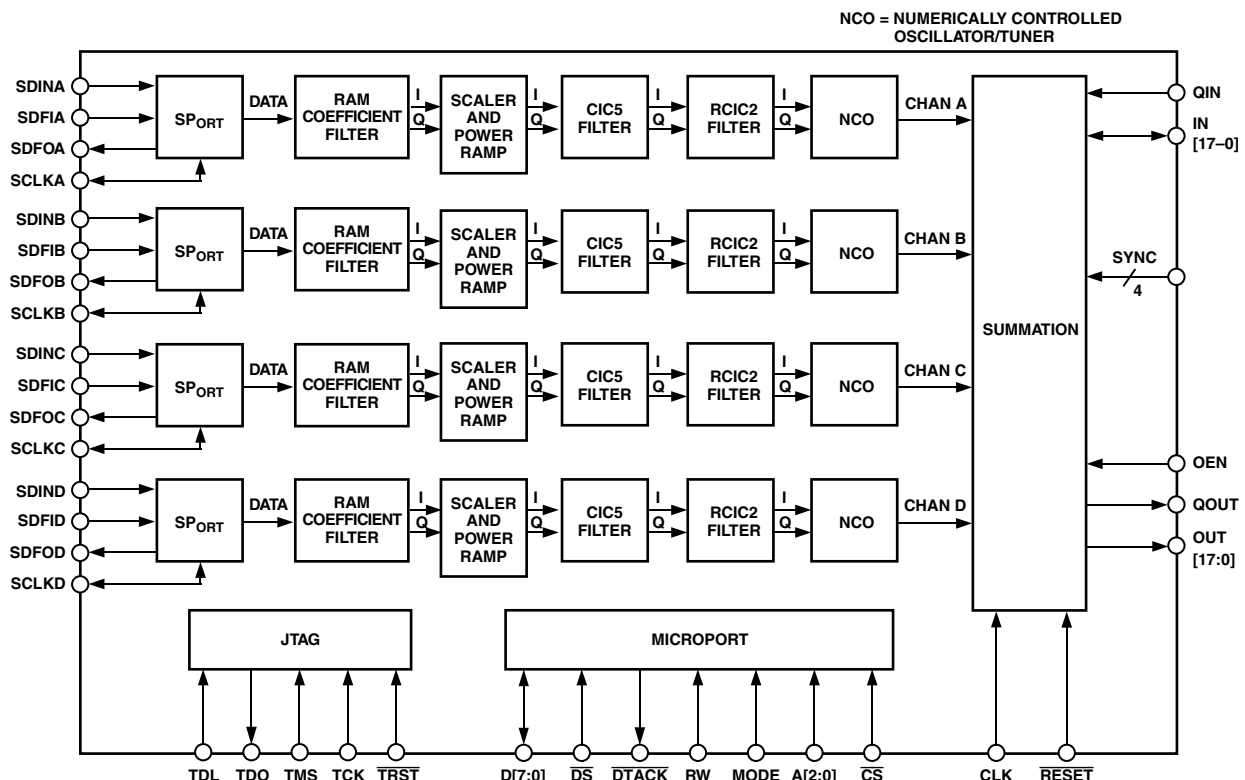 NCO = NUMERICALLY CONTROLLED
OSCILLATOR/TUNER
SDINA
SDFIA
SDFOA
SCLKA
SPORT
DATA
RAM
COEFFICIENT
FILTER
I
Q
SCALER
AND
POWER
RAMP
I
Q
CIC5
FILTER
I
Q
RCIC2
FILTER
I
Q
NCO
CHAN A
QIN
IN
[17–0]
SDINB
SDFIB
SDFOB
SCLKB
SPORT
DATA
RAM
COEFFICIENT
FILTER
I
Q
SCALER
AND
POWER
RAMP
I
Q
CIC5
FILTER
I
Q
RCIC2
FILTER
I
Q
NCO
CHAN B
SYNC
4
SUMMATION
SDINC
SDFIC
SDFOC
SCLKC
SPORT
DATA
RAM
COEFFICIENT
FILTER
I
Q
SCALER
AND
POWER
RAMP
I
Q
CIC5
FILTER
I
Q
RCIC2
FILTER
I
Q
NCO
CHAN C
SDIND
SDFID
SDFOD
SCLKD
SPORT
DATA
RAM
COEFFICIENT
FILTER
I
Q
SCALER
AND
POWER
RAMP
I
Q
CIC5
FILTER
I
Q
RCIC2
FILTER
I
Q
NCO
CHAN D
OEN
QOUT
OUT
[17:0]
JTAG
MICROPORT
TDL TDO TMS TCK TRST D[7:0] DS DTACK RW MODE A[2:0] CS CLK RESET